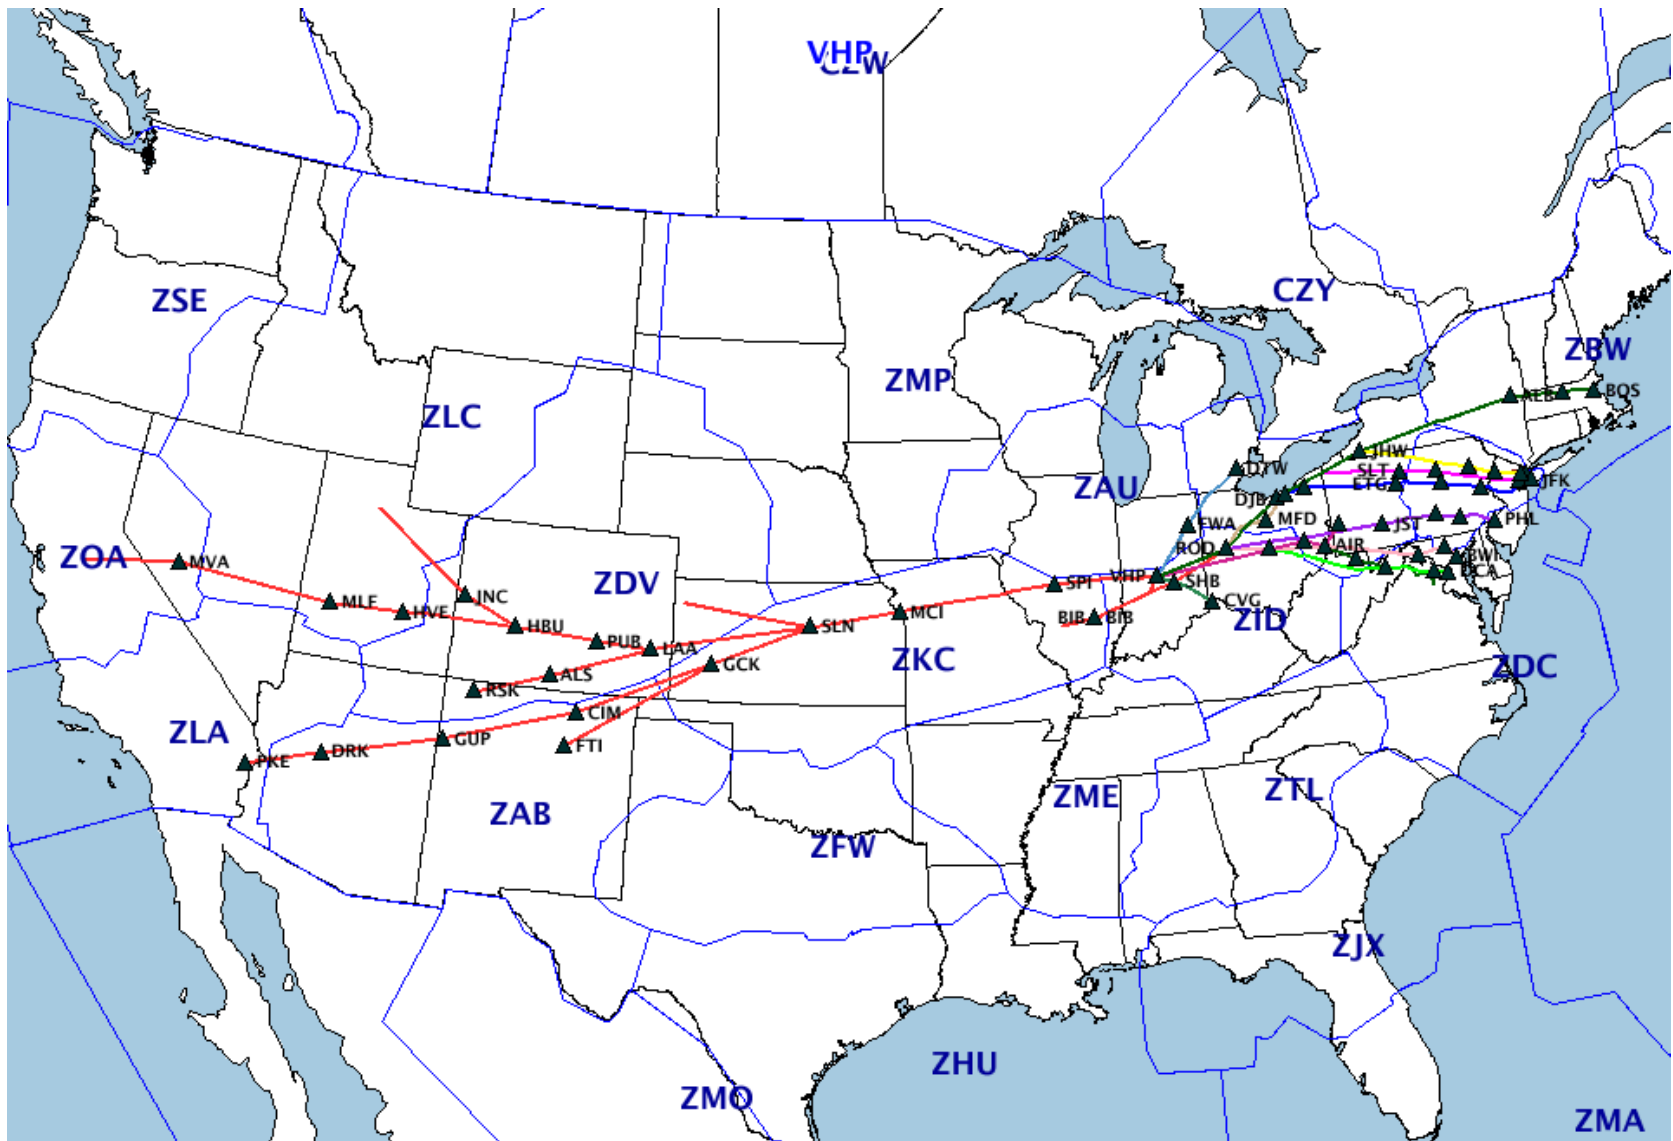 VHP
CZW
ZSE
CZY
ZBW
ZMP
ZLC
ALB
BOS
JHW
DTW
SLT
JFK
ZAU
ETG
DJB
FWA
MFD
JST
PHL
ROD
AIR
BWI
ZOA
MVA
DCA
VHP
SHB
SPI
ZDV
JNC
MLF
HVE
CVG
MCI
BIB
BIB
ZID
HBU
SLN
PUB
LAA
ZKC
GCK
ZDC
ALS
RSK
CIM
ZLA
GUP
FTI
DRK
PKE
ZME
ZTL
ZAB
ZFW
ZJX
ZHU
ZMO
ZMA